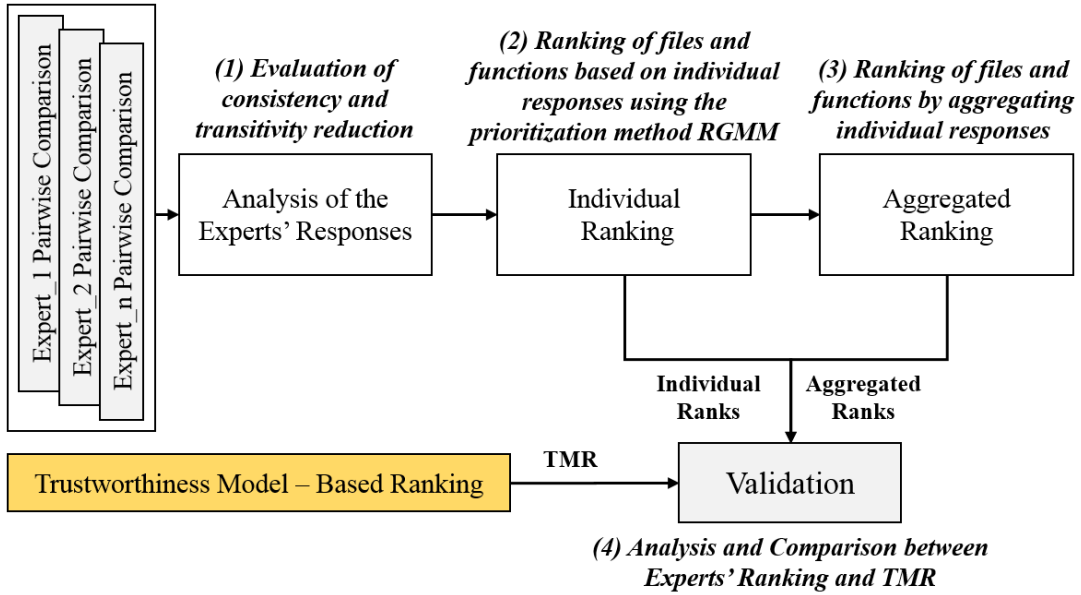 Expert_1 Pairwise Comparison
Expert_2 Pairwise Comparison
Expert_n Pairwise Comparison
(1) Evaluation of
consistency and
transitivity reduction
Analysis of the
Experts’ Responses
(2) Ranking of files and
functions based on individual
responses using the
prioritization method RGMM
Individual
Ranking
(3) Ranking of files and
functions by aggregating
individual responses
Aggregated
Ranking
Individual
Ranks
Aggregated
Ranks
Trustworthiness Model – Based Ranking
TMR
Validation
(4) Analysis and Comparison between
Experts’ Ranking and TMR